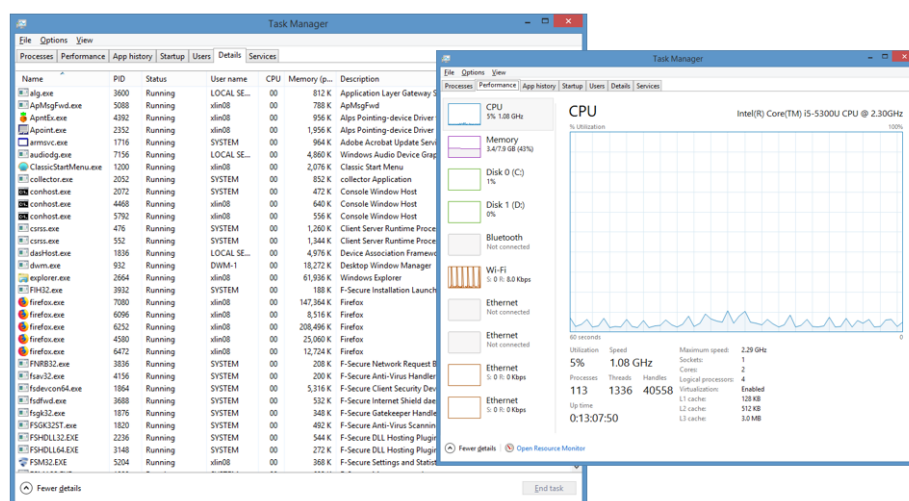 Task Manager
File Options View
Processes Performance App history Startup Users Details Services
Name PID Status User name CPU Memory (p... Description
alg.exe 3600 Running LOCAL SE... 00 812 K Application Layer Gateway S
ApMsgFwd.exe 5088 Running xlin08 00 788 K ApMsgFwd
ApntEx.exe 4392 Running xlin08 00 956 K Alps Pointing-device Driver
Apoint.exe 2352 Running xlin08 00 1,956 K Alps Pointing-device Driver
armsvc.exe 1716 Running SYSTEM 00 964 K Adobe Acrobat Update Servi
audiodg.exe 7156 Running LOCAL SE... 00 4,860 K Windows Audio Device Grap
ClassicStartMenu.exe 1200 Running xlin08 00 2,076 K Classic Start Menu
collector.exe 2052 Running SYSTEM 00 852 K collector Application
conhost.exe 2072 Running SYSTEM 00 472 K Console Window Host
conhost.exe 4468 Running xlin08 00 640 K Console Window Host
conhost.exe 5792 Running xlin08 00 556 K Console Window Host
csrss.exe 476 Running SYSTEM 00 1,260 K Client Server Runtime Proce
csrss.exe 552 Running SYSTEM 00 1,344 K Client Server Runtime Proce
dasHost.exe 1836 Running LOCAL SE... 00 4,976 K Device Association Framewo
dwm.exe 932 Running DWM-1 00 18,272 K Desktop Window Manager
explorer.exe 2664 Running xlin08 00 61,936 K Windows Explorer
FIH32.exe 3932 Running SYSTEM 00 188 K F-Secure Installation Launch
firefox.exe 7080 Running xlin08 00 147,364 K Firefox
firefox.exe 6096 Running xlin08 00 8,516 K Firefox
firefox.exe 6252 Running xlin08 00 208,496 K Firefox
firefox.exe 4580 Running xlin08 00 25,060 K Firefox
firefox.exe 6472 Running xlin08 00 12,724 K Firefox
FNRB32.exe 3836 Running SYSTEM 00 208 K F-Secure Network Request B
fsav32.exe 4156 Running SYSTEM 00 200 K F-Secure Anti-Virus Handler
fsdevcon64.exe 1864 Running SYSTEM 00 5,316 K F-Secure Client Security Dev
fsdfwd.exe 3688 Running SYSTEM 00 532 K F-Secure Internet Shield dae
fsgk32.exe 1876 Running SYSTEM 00 348 K F-Secure Gatekeeper Handle
FSGK32ST.exe 1820 Running SYSTEM 00 492 K F-Secure Anti-Virus Scannin
FSHDLL32.EXE 2236 Running SYSTEM 00 544 K F-Secure DLL Hosting Plugin
FSHDLL64.EXE 3148 Running SYSTEM 00 272 K F-Secure DLL Hosting Plugin
FSM32.EXE 5204 Running xlin08 00 368 K F-Secure Settings and Statist
Fewer details End task
Task Manager
File Options View
Processes Performance App history Startup Users Details Services
CPU
5% 1.08 GHz
Memory
3.4/7.9 GB (43%)
Disk 0 (C:)
1%
Disk 1 (D:)
0%
Bluetooth
Not connected
Wi-Fi
S: 0 R: 8.0 Kbps
Ethernet
Not connected
Ethernet
Not connected
Ethernet
S: 0 R: 0 Kbps
Ethernet
S: 0 R: 0 Kbps
CPU Intel(R) Core(TM) i5-5300U CPU @ 2.30GHz
% Utilization 100%
60 seconds 0
Utilization Speed
5% 1.08 GHz
Processes Threads Handles
113 1336 40558
Up time
0:13:07:50
Maximum speed: 2.29 GHz
Sockets: 1
Cores: 2
Logical processors: 4
Virtualization: Enabled
L1 cache: 128 KB
L2 cache: 512 KB
L3 cache: 3.0 MB
Fewer details Open Resource Monitor